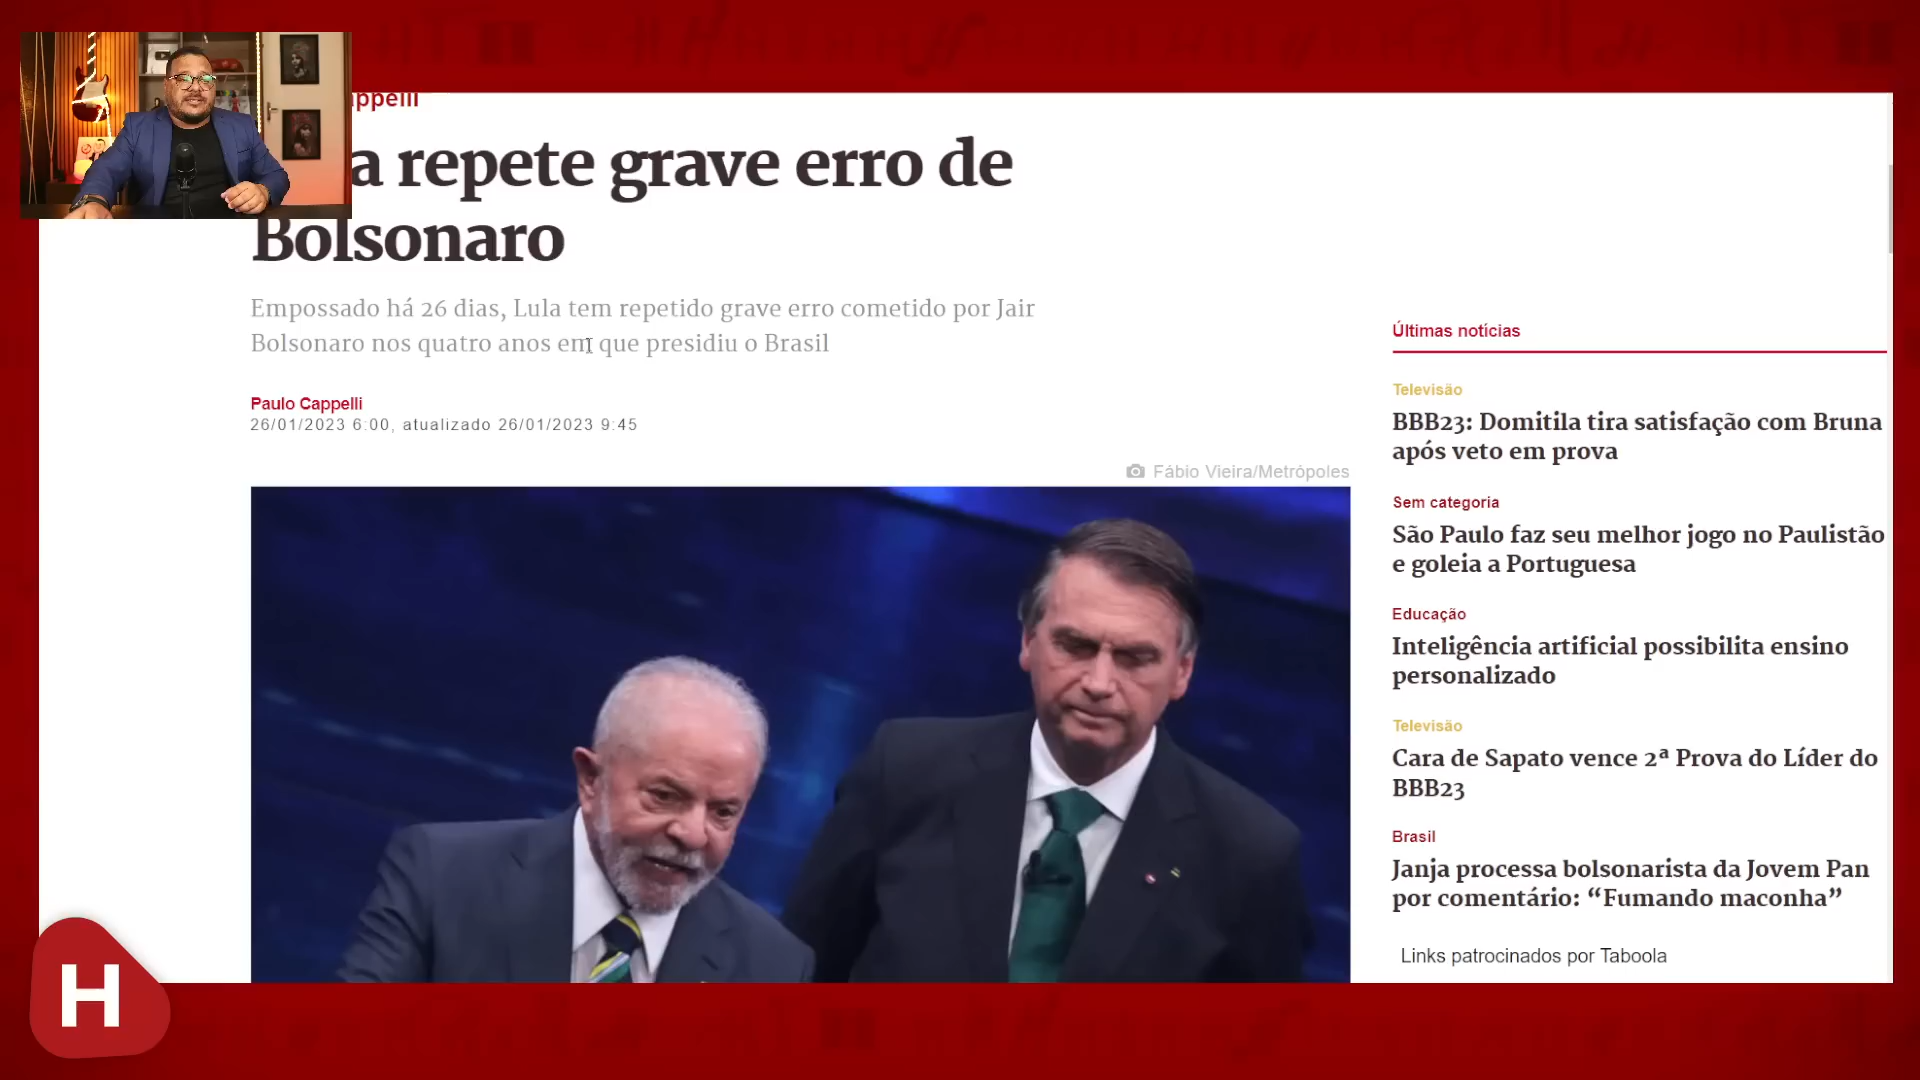 a repete grave erro de
Bolsonaro
Empossado há 26 dias, Lula tem repetido grave erro cometido por Jair
Bolsonaro nos quatro anos em que presidiu o Brasil
Paulo Cappelli
26/01/2023 6:00, atualizado 26/01/2023 9:45
Fábio Vieira/Metrópoles
Últimas notícias
Televisão
BBB23: Domitila tira satisfação com Bruna
após veto em prova
Sem categoria
São Paulo faz seu melhor jogo no Paulistão
e goleia a Portuguesa
Educação
Inteligência artificial possibilita ensino
personalizado
Televisão
Cara de Sapato vence 2ª Prova do Líder do
BBB23
Brasil
Janja processa bolsonarista da Jovem Pan
por comentário: “Fumando maconha”
Links patrocinados por Taboola
H